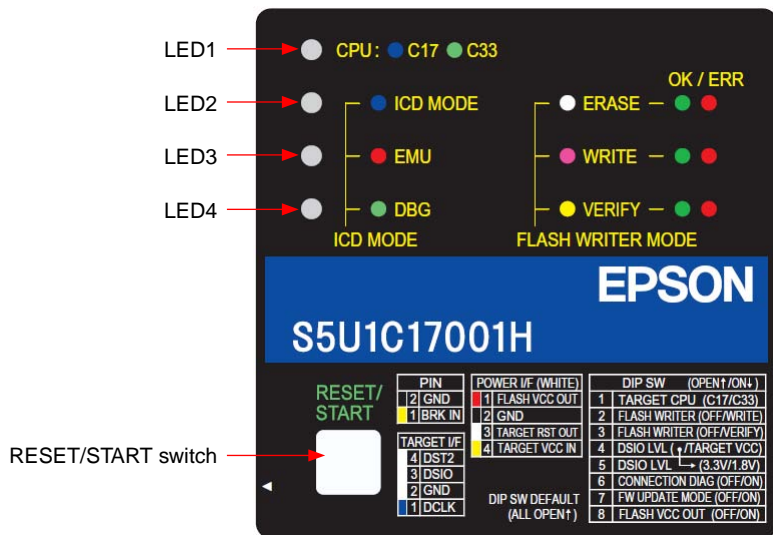 LED1
CPU: C17 C33
OK / ERR
LED2
ICD MODE
ERASE
LED3
EMU
WRITE
LED4
DBG
VERIFY
ICD MODE
FLASH WRITER MODE
EPSON
S5U1C17001H
RESET/
START
RESET/START switch
PIN
2 GND
1 BRK IN
TARGET I/F
4 DST2
3 DSIO
2 GND
1 DCLK
POWER I/F (WHITE)
1 FLASH VCC OUT
2 GND
3 TARGET RST OUT
4 TARGET VCC IN
DIP SW DEFAULT
(ALL OPEN↑)
DIP SW (OPEN↑/ON↓)
1 TARGET CPU (C17/C33)
2 FLASH WRITER (OFF/WRITE)
3 FLASH WRITER (OFF/VERIFY)
4 DSIO LVL (/TARGET VCC)
5 DSIO LVL (3.3V/1.8V)
6 CONNECTION DIAG (OFF/ON)
7 FW UPDATE MODE (OFF/ON)
8 FLASH VCC OUT (OFF/ON)